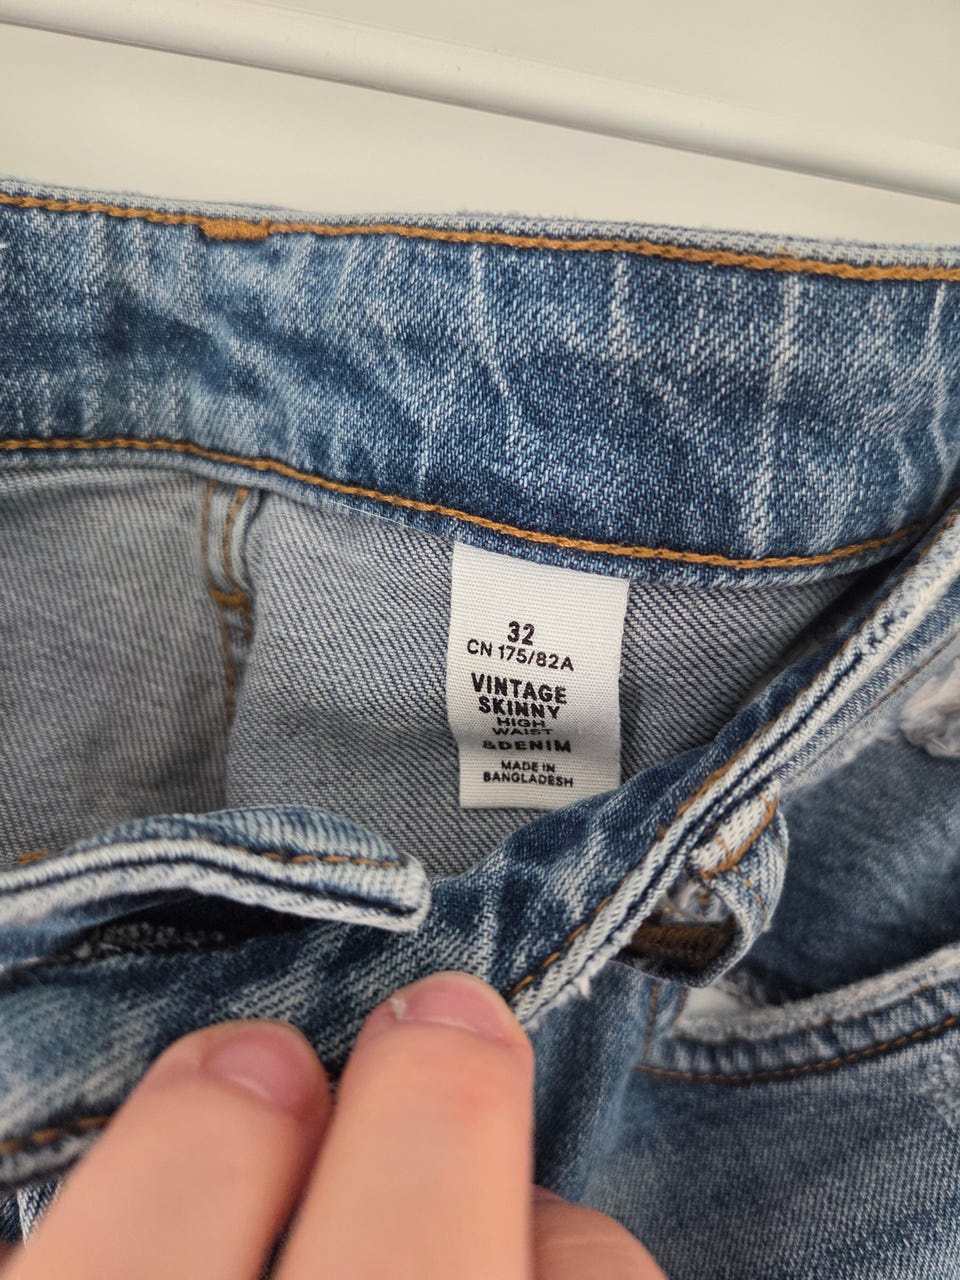 32
CN 175/82A
VINTAGE
SKINNY
HIGH
WAIST
&DENIM
MADE IN
BANGLADESH